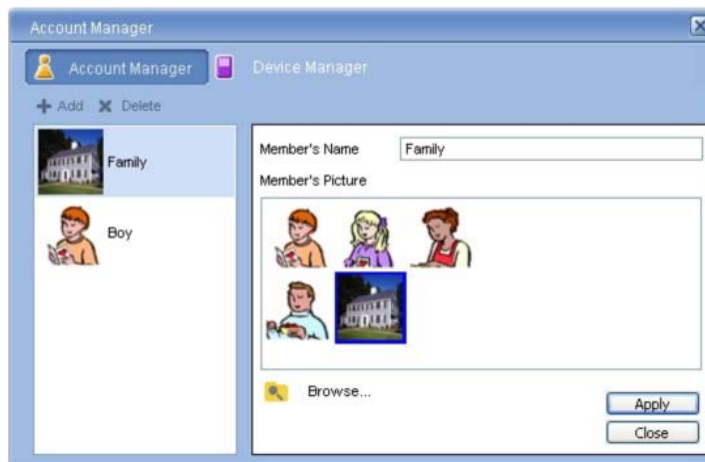 Account Manager
Account Manager Device Manager
Add Delete
Family
Boy
Member's Name Family
Member's Picture
Browse...
Apply
Close